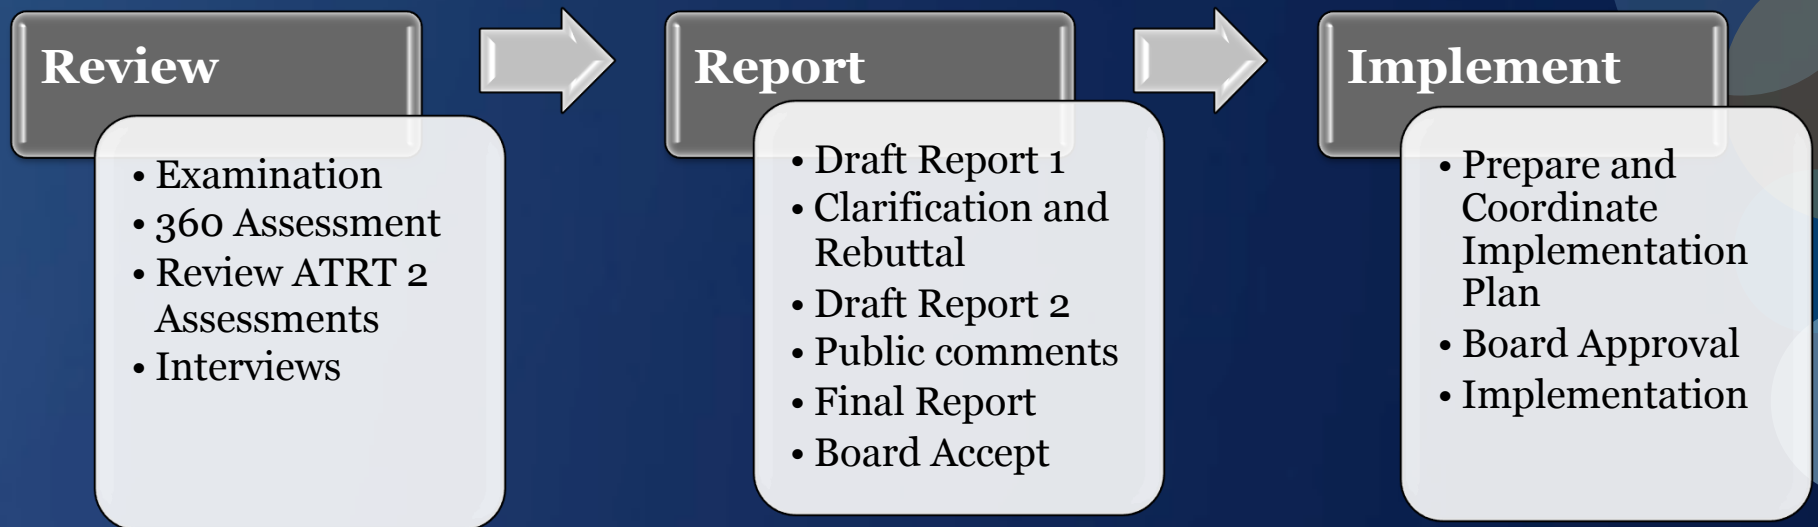 Review
• Examination
• 360 Assessment
• Review ATRT 2
Assessments
• Interviews
Report
• Draft Report 1
• Clarification and
Rebuttal
• Draft Report 2
• Public comments
• Final Report
• Board Accept
Implement
• Prepare and
Coordinate
Implementation
Plan
• Board Approval
• Implementation